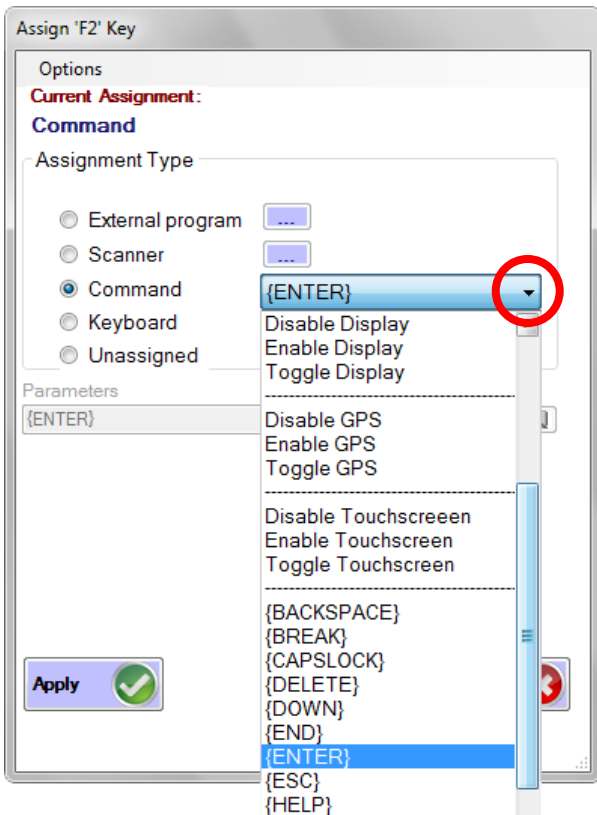 Assign 'F2' Key
Options
Current Assignment:
Command
Assignment Type
External program ...
Scanner ...
Command {ENTER}
Keyboard
Unassigned
Parameters
{ENTER}
Disable Display
Enable Display
Toggle Display
Disable GPS
Enable GPS
Toggle GPS
Disable Touchscreeen
Enable Touchscreen
Toggle Touchscreen
{BACKSPACE}
{BREAK}
{CAPSLOCK}
{DELETE}
{DOWN}
{END}
{ENTER}
{ESC}
{HELP}
Apply